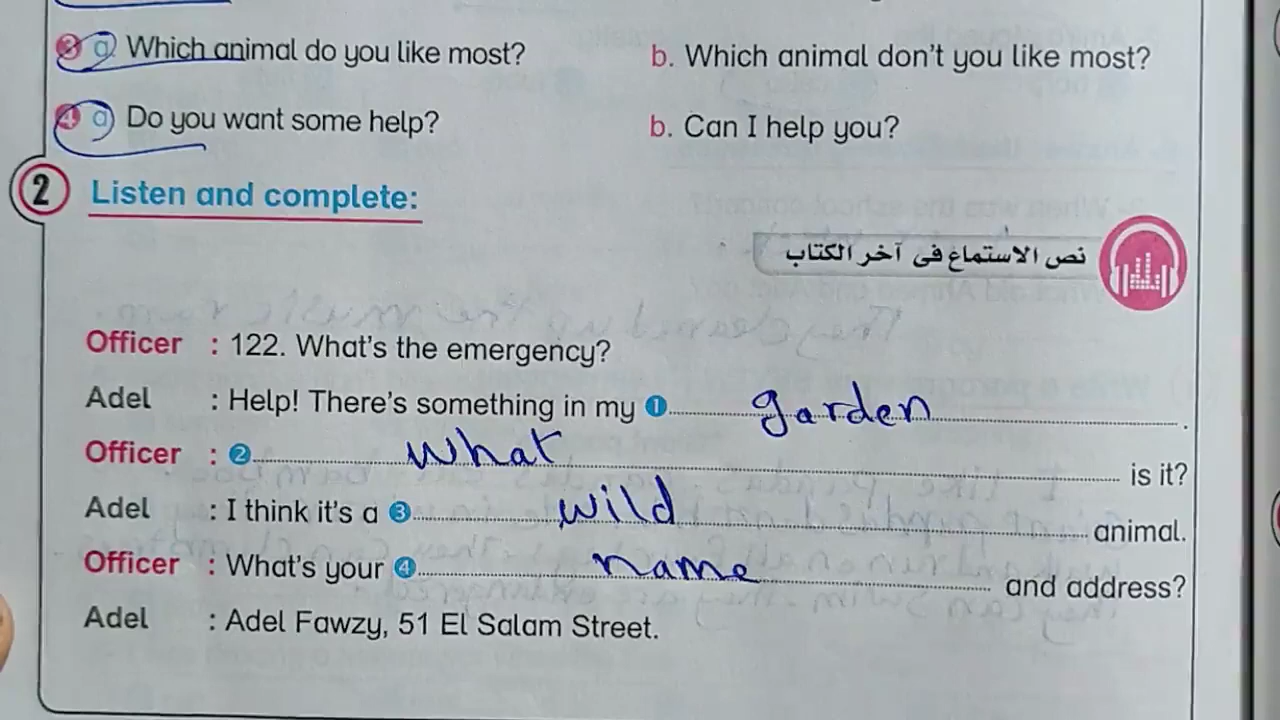 3 a. Which animal do you like most? b. Which animal don't you like most?
4 a. Do you want some help? b. Can I help you?
2 Listen and complete:
نص الاستماع فى آخر الكتاب
Officer : 122. What's the emergency?
Adel : Help! There's something in my 1 garden.
Officer : 2 What is it?
Adel : I think it's a 3 wild animal.
Officer : What's your 4 name and address?
Adel : Adel Fawzy, 51 El Salam Street.